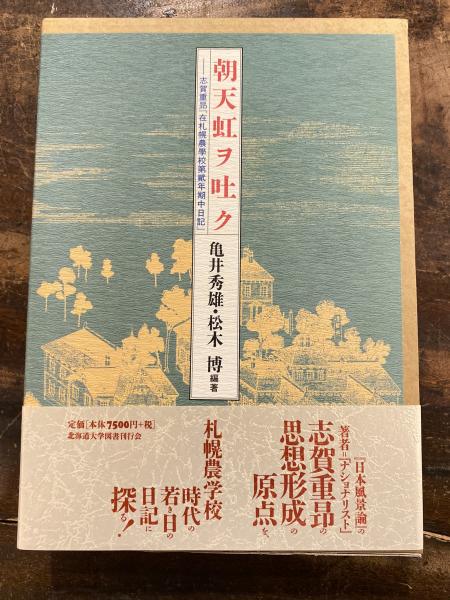 朝天虹ヲ吐ク
──志賀重昂『在札幌農學校第貳年期中日記』
亀井秀雄・松木 博 編著
『日本風景論』の
著者=「ナショナリスト」
志賀重昂の
思想形成の
原点を、
札幌農学校
時代の
若き日の
日記に
探る!
定価[本体7500円+税]
北海道大学図書刊行会